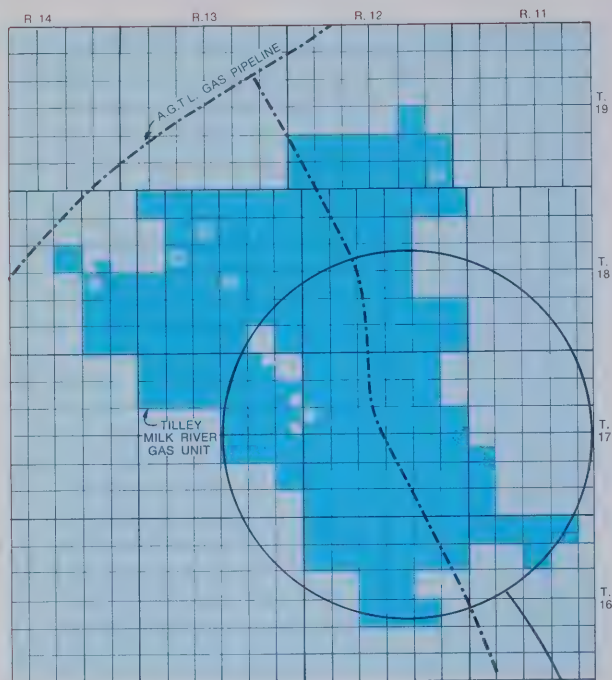 R. 14 R.13 R. 12 R. 11
A.G.T.L. GAS PIPELINE
T.
19
T.
18
TILLEY
MILK RIVER
GAS UNIT
T.
17
T.
16